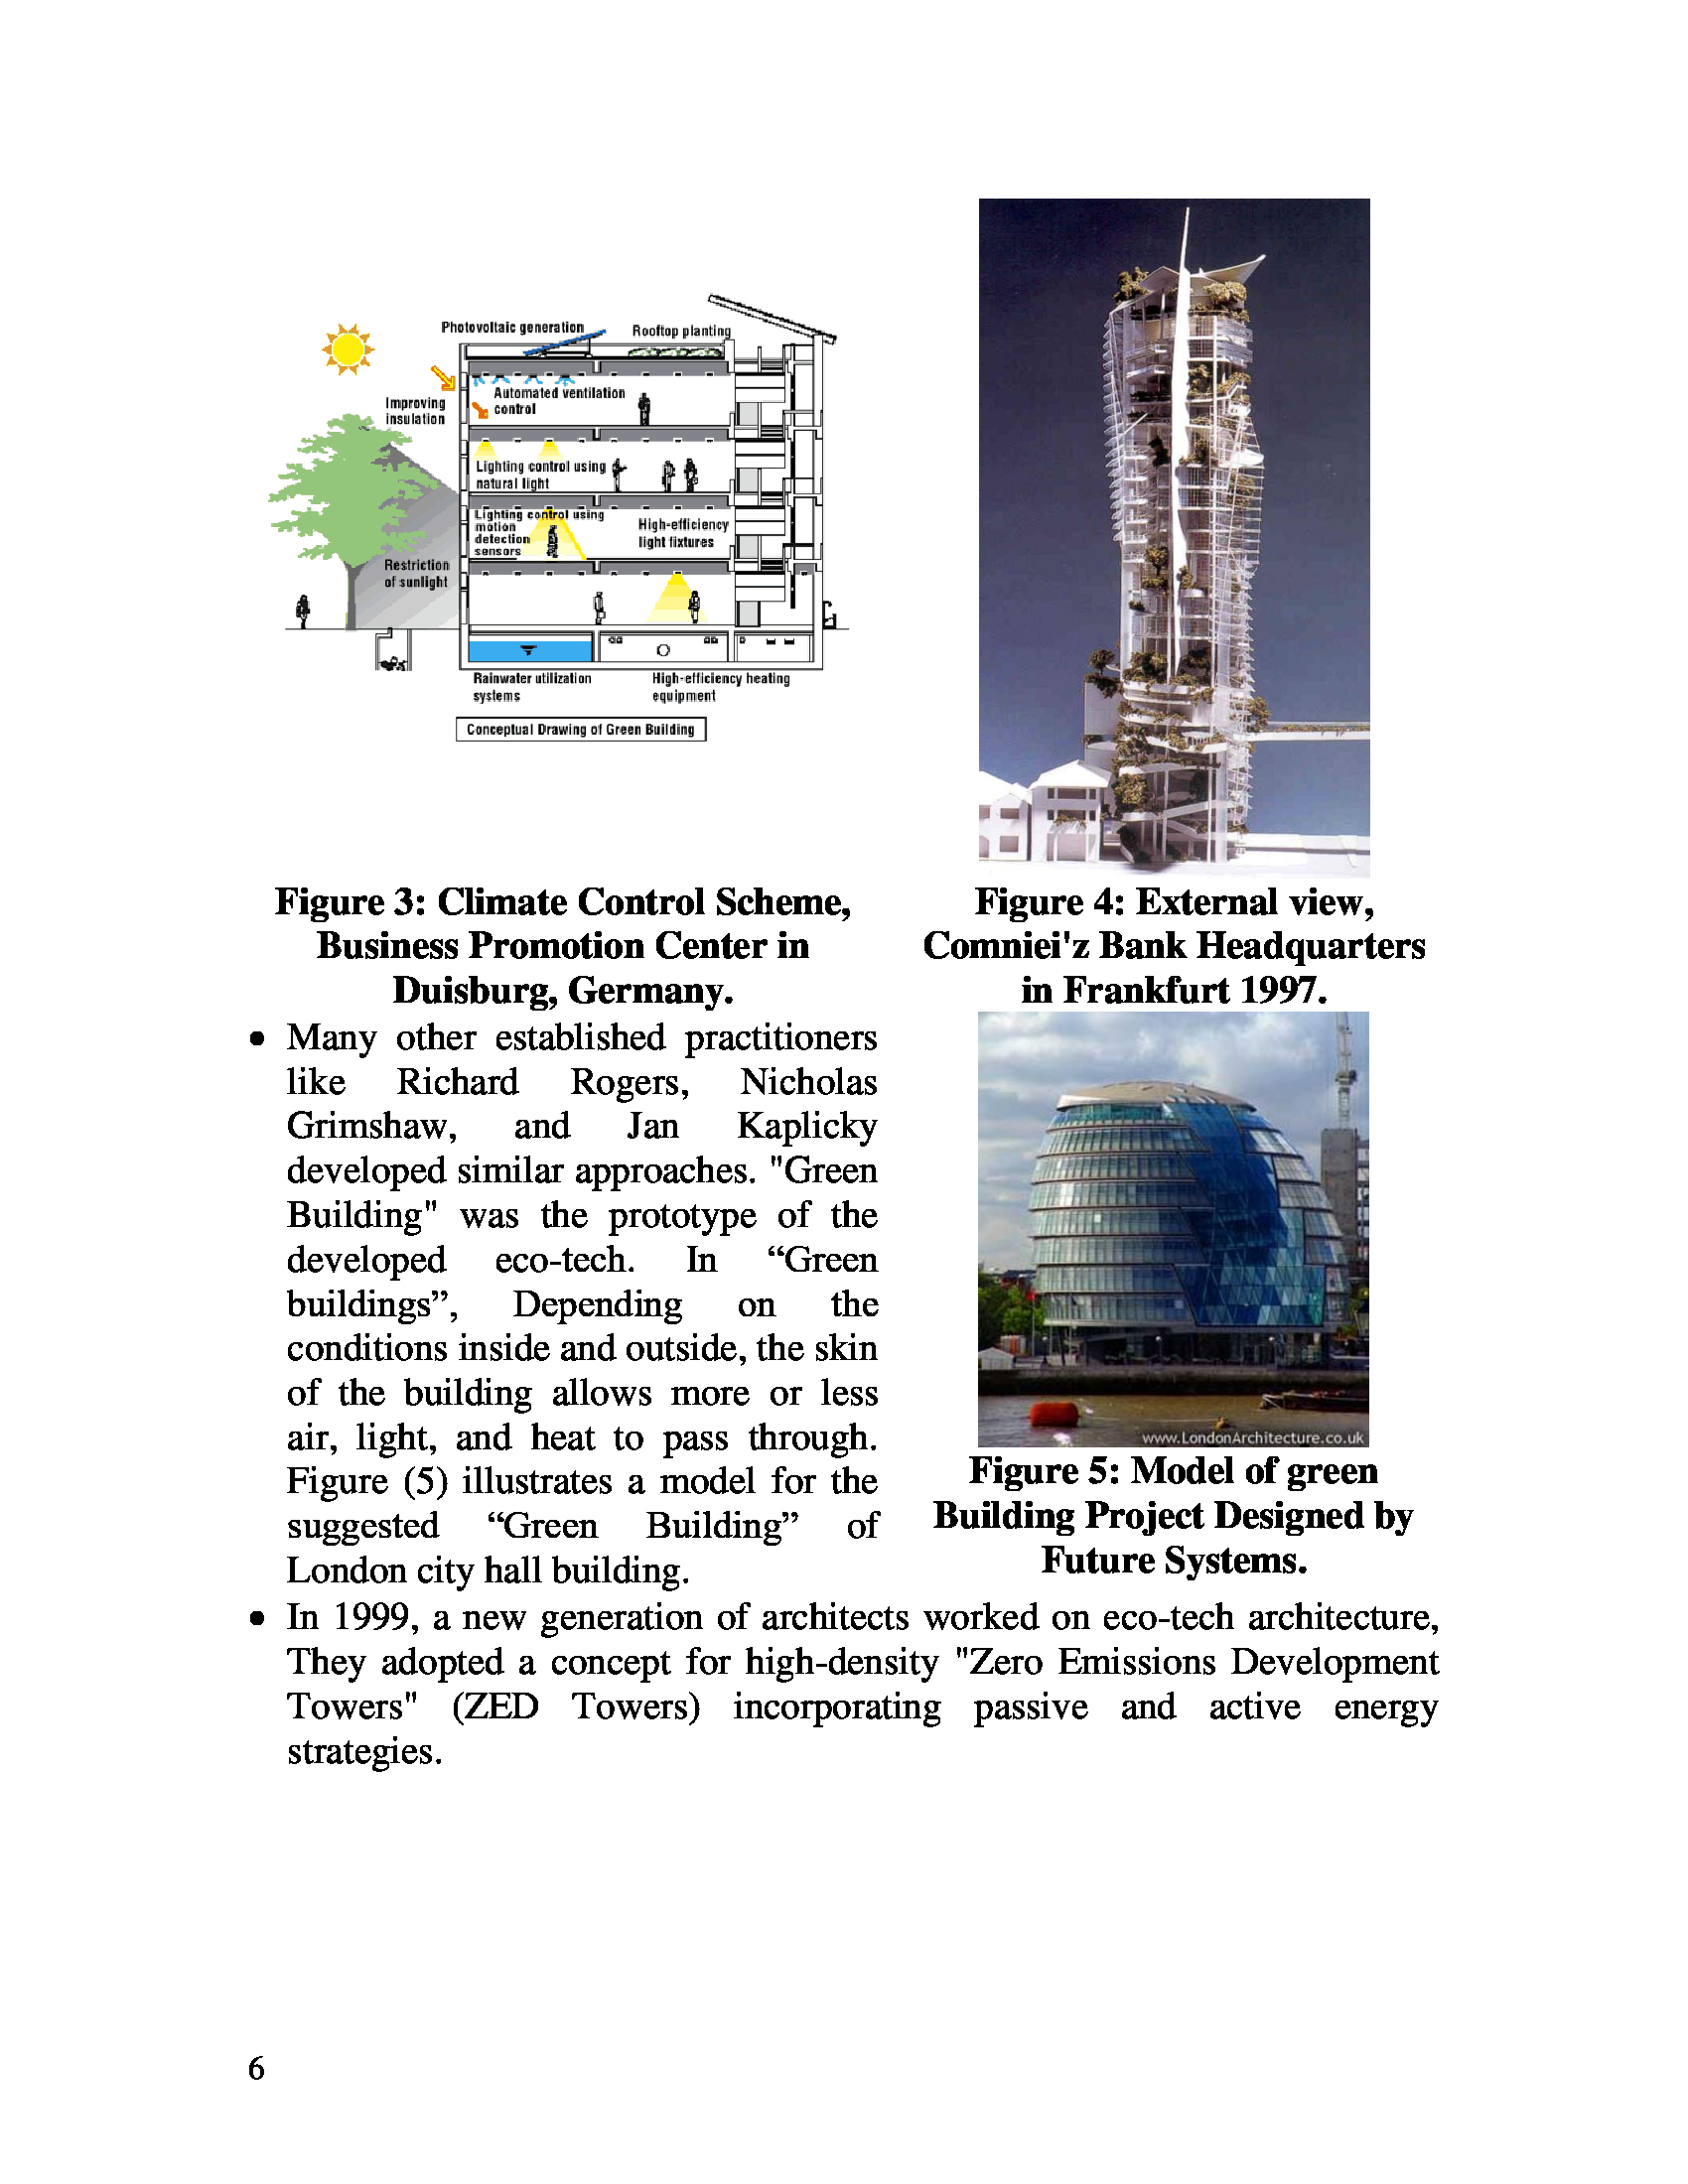 Photovoltaic generation
Rooftop planting
Improving
insulation
Automated ventilation
control
Lighting control using
natural light
Lighting control using
motion
detection
sensors
High-efficiency
light fixtures
Restriction
of sunlight
Rainwater utilization
systems
High-efficiency heating
equipment
Conceptual Drawing of Green Building
Figure 3: Climate Control Scheme,
Business Promotion Center in
Duisburg, Germany.
Figure 4: External view,
Comniei'z Bank Headquarters
in Frankfurt 1997.
• Many other established practitioners
like Richard Rogers, Nicholas
Grimshaw, and Jan Kaplicky
developed similar approaches. "Green
Building" was the prototype of the
developed eco-tech. In “Green
buildings”, Depending on the
conditions inside and outside, the skin
of the building allows more or less
air, light, and heat to pass through.
Figure (5) illustrates a model for the
suggested “Green Building” of
London city hall building.
www.LondonArchitecture.co.uk
Figure 5: Model of green
Building Project Designed by
Future Systems.
• In 1999, a new generation of architects worked on eco-tech architecture,
They adopted a concept for high-density "Zero Emissions Development
Towers" (ZED Towers) incorporating passive and active energy
strategies.
6